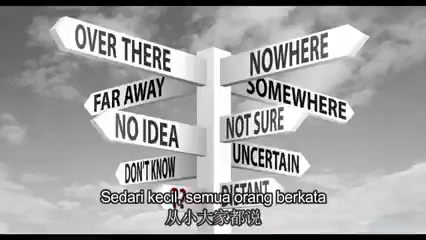 OVER THERE
NOWHERE
FAR AWAY
SOMEWHERE
NO IDEA
NOT SURE
DON'T KNOW
UNCERTAIN
??
DISTANT
Sedari kecil, semua orang berkata
从小大家都说